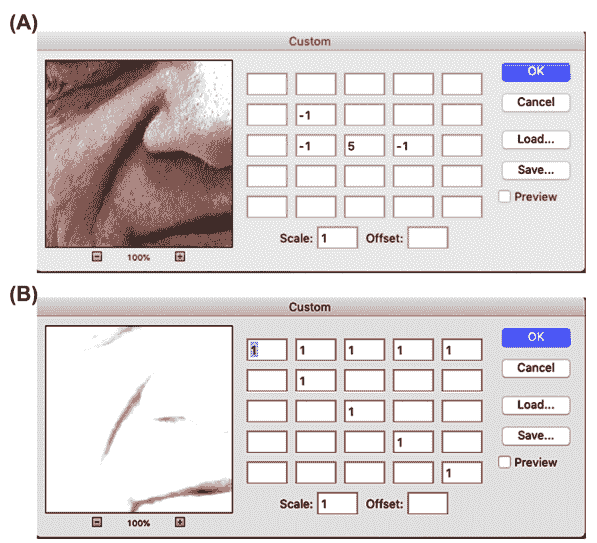 (A)
Custom
OK
-1
Cancel
-1 5 -1
Load...
Save...
Preview
Scale: 1 Offset:
100%
(B)
Custom
OK
1 1 1 1 1
Cancel
1
1
Load...
1
Save...
Preview
1
Scale: 1 Offset:
100%